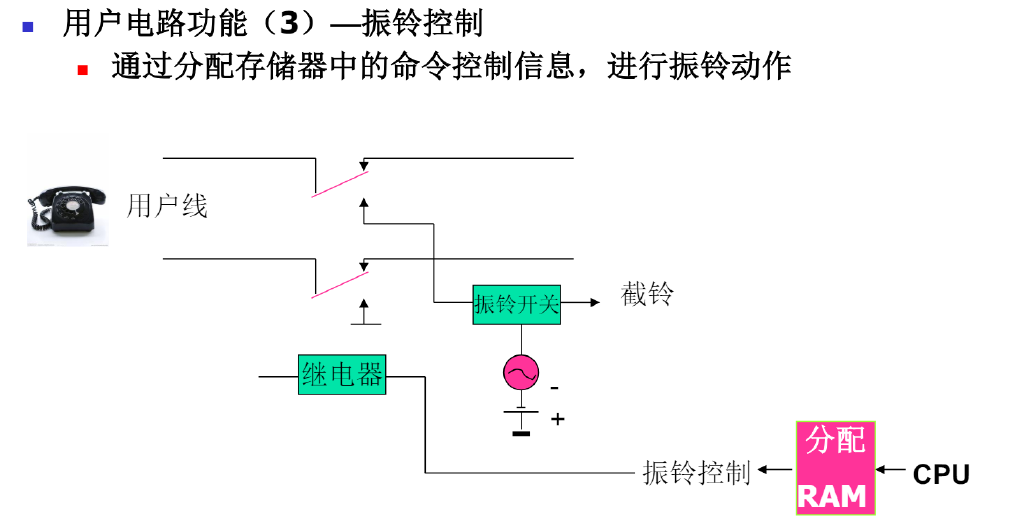 用户电路功能（3）—振铃控制
通过分配存储器中的命令控制信息，进行振铃动作
用户线
振铃开关
截铃
继电器
-
+
分配
RAM
振铃控制
CPU